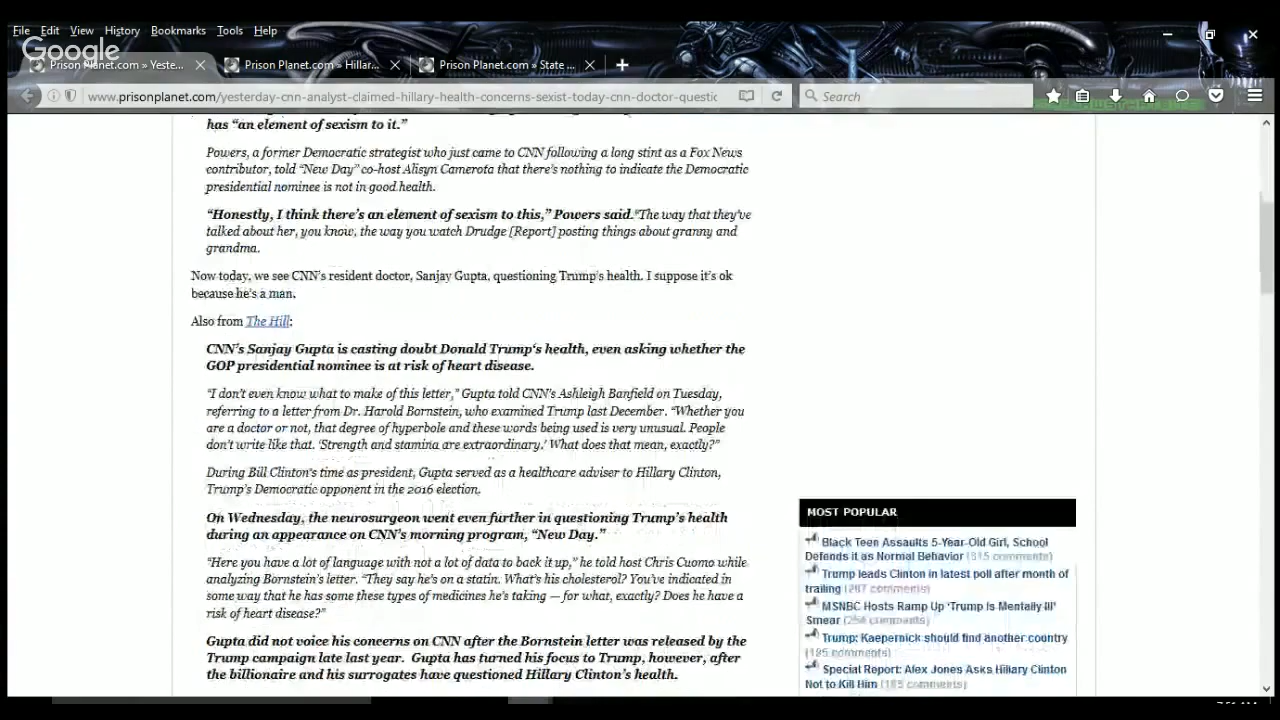 File Edit View History Bookmarks Tools Help
Google
Prison Planet.com » Yeste... Prison Planet.com » Hillar... Prison Planet.com » State ...
www.prisonplanet.com/yesterday-cnn-analyst-claimed-hillary-health-concerns-sexist-today-cnn-doctor-questic Search
has “an element of sexism to it.”
Powers, a former Democratic strategist who just came to CNN following a long stint as a Fox News
contributor, told “New Day” co-host Alisyn Camerota that there’s nothing to indicate the Democratic
presidential nominee is not in good health.
“Honestly, I think there’s an element of sexism to this,” Powers said.“The way that they’ve
talked about her, you know, the way you watch Drudge [Report] posting things about granny and
grandma.
Now today, we see CNN’s resident doctor, Sanjay Gupta, questioning Trump’s health. I suppose it’s ok
because he’s a man.
Also from The Hill:
CNN’s Sanjay Gupta is casting doubt Donald Trump‘s health, even asking whether the
GOP presidential nominee is at risk of heart disease.
“I don’t even know what to make of this letter,” Gupta told CNN’s Ashleigh Banfield on Tuesday,
referring to a letter from Dr. Harold Bornstein, who examined Trump last December. “Whether you
are a doctor or not, that degree of hyperbole and these words being used is very unusual. People
don’t write like that. ‘Strength and stamina are extraordinary.’ What does that mean, exactly?”
During Bill Clinton’s time as president, Gupta served as a healthcare adviser to Hillary Clinton,
Trump’s Democratic opponent in the 2016 election.
On Wednesday, the neurosurgeon went even further in questioning Trump’s health
during an appearance on CNN’s morning program, “New Day.”
“Here you have a lot of language with not a lot of data to back it up,” he told host Chris Cuomo while
analyzing Bornstein’s letter. “They say he’s on a statin. What’s his cholesterol? You’ve indicated in
some way that he has some these types of medicines he’s taking — for what, exactly? Does he have a
risk of heart disease?”
Gupta did not voice his concerns on CNN after the Bornstein letter was released by the
Trump campaign late last year. Gupta has turned his focus to Trump, however, after
the billionaire and his surrogates have questioned Hillary Clinton’s health.
MOST POPULAR
Black Teen Assaults 5-Year-Old Girl, School
Defends it as Normal Behavior (315 comments)
Trump leads Clinton in latest poll after month of
trailing (287 comments)
MSNBC Hosts Ramp Up ‘Trump Is Mentally Ill’
Smear (256 comments)
Trump: Kaepernick should find another country
(195 comments)
Special Report: Alex Jones Asks Hillary Clinton
Not to Kill Him (183 comments)